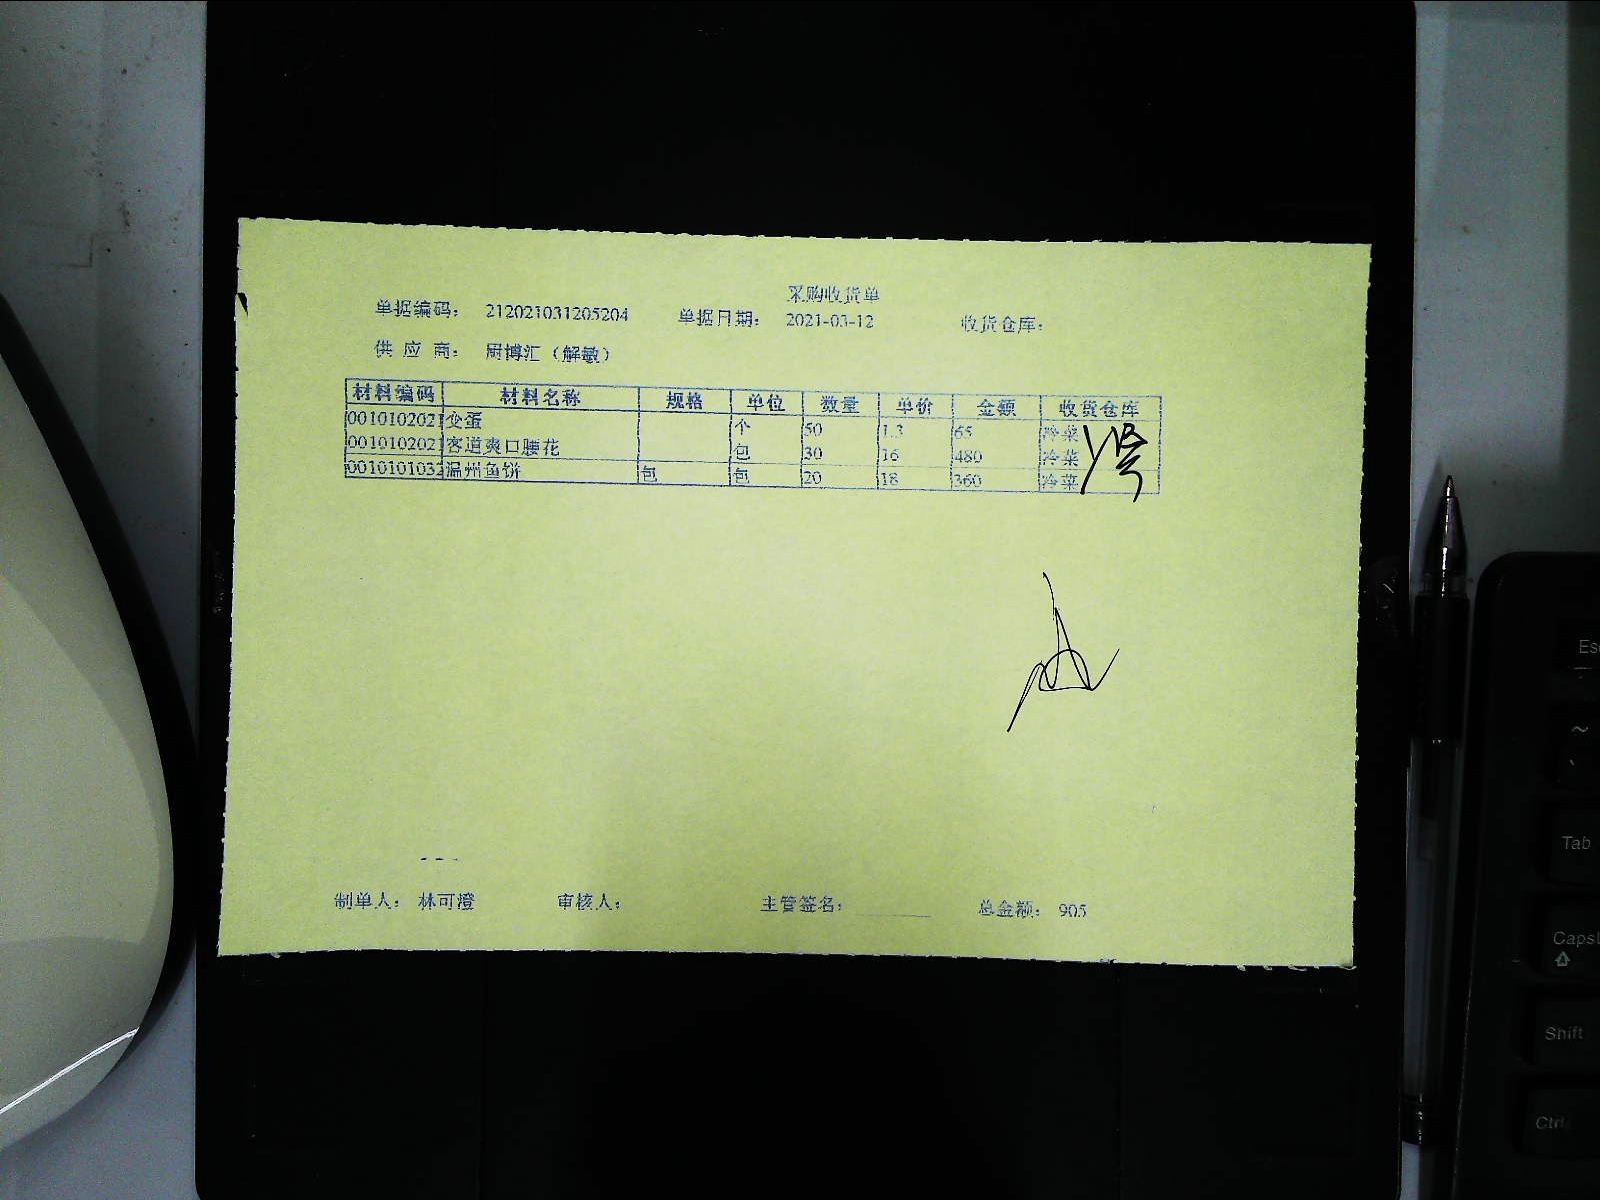 采购收货单
单据编码： 212021031205204 单据日期： 2021-03-12 收货仓库：
供 应 商： 厨博汇（解敏）
材料编码 材料名称 规格 单位 数量 单价 金额 收货仓库
0010102021 变蛋 个 50 1.3 65 冷菜
0010102021 客道爽口腰花 包 30 16 480 冷菜
0010101032 温州鱼饼 包 包 20 18 360 冷菜
制单人： 林可澄 审核人： 主管签名： 总金额： 905
Esc
~
Tab
Caps
Shift
Ctrl